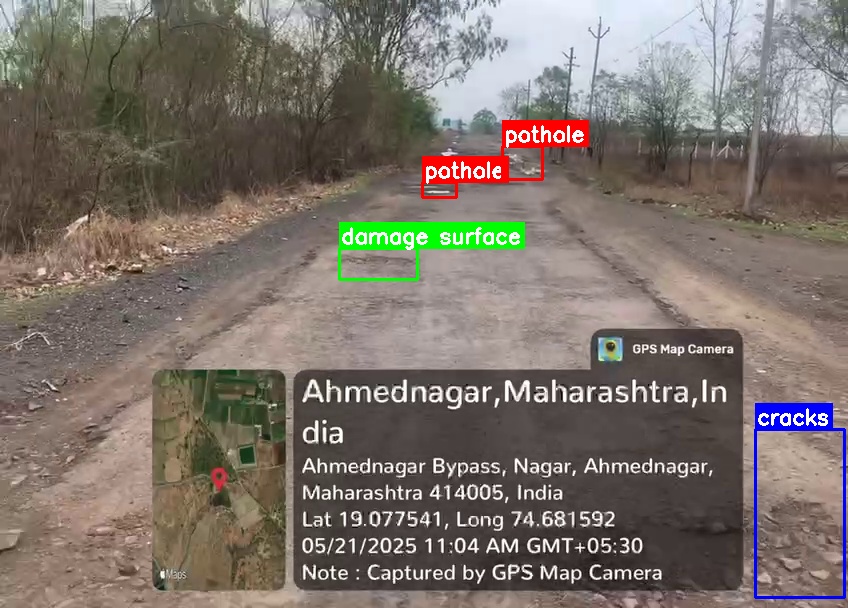 pothole
pothole
damage surface
GPS Map Camera
Ahmednagar,Maharashtra,In
dia
cracks
Ahmednagar Bypass, Nagar, Ahmednagar,
Maharashtra 414005, India
Lat 19.077541, Long 74.681592
05/21/2025 11:04 AM GMT+05:30
Note : Captured by GPS Map Camera
Maps